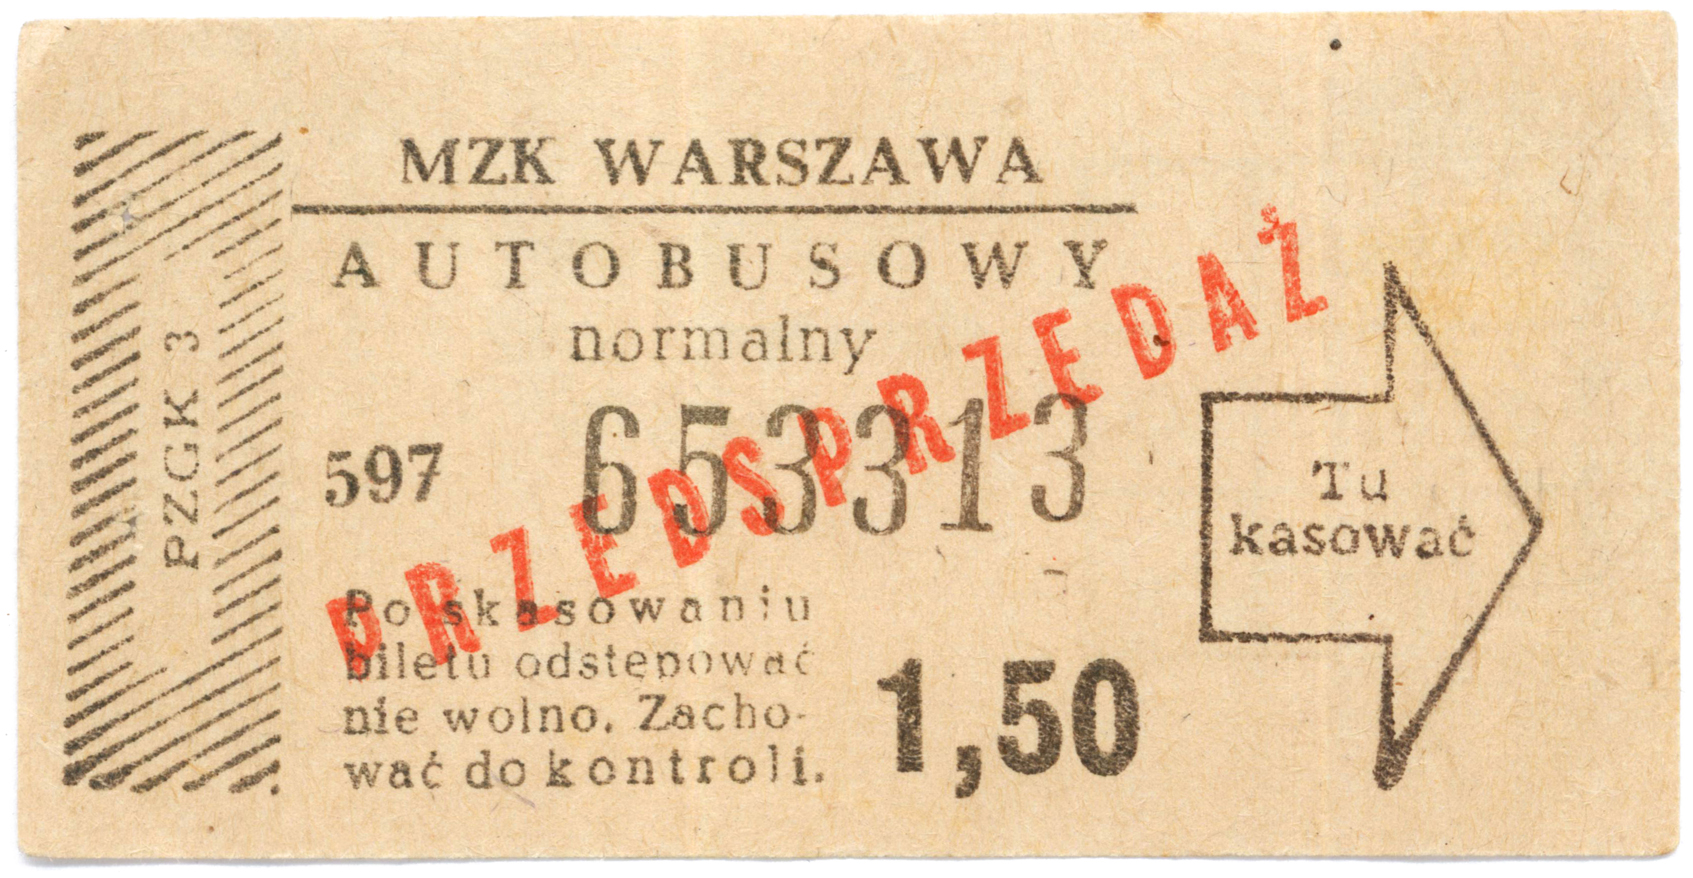 MZK WARSZAWA
AUTOBUSOWY
normalny
597 653313
PRZEDSPRZEDAŻ
Po skasowaniu
biletu odstępować
nie wolno. Zacho-
wać do kontroli.
1,50
Tu
kasować
PZGK 3